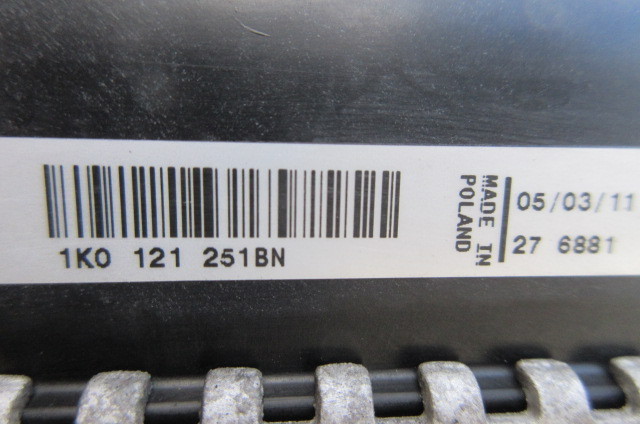 1K0 121 251BN
MADE IN
POLAND
05/03/11
27 6881